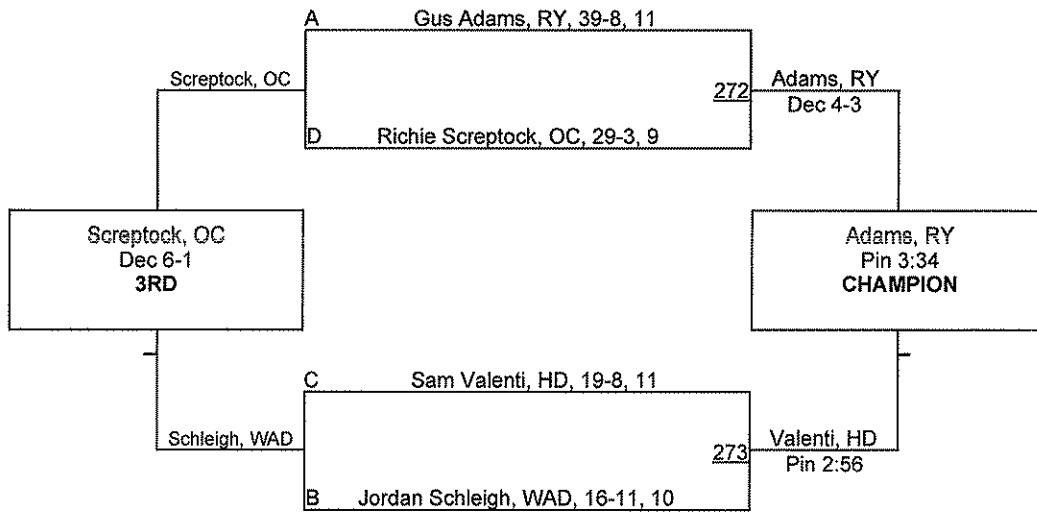 A Gus Adams, RY, 39-8, 11
Screptock, OC
272 Adams, RY
Dec 4-3
D Richie Screptock, OC, 29-3, 9
Screptock, OC
Dec 6-1
3RD
Adams, RY
Pin 3:34
CHAMPION
C Sam Valenti, HD, 19-8, 11
Schleigh, WAD
273 Valenti, HD
Pin 2:56
B Jordan Schleigh, WAD, 16-11, 10